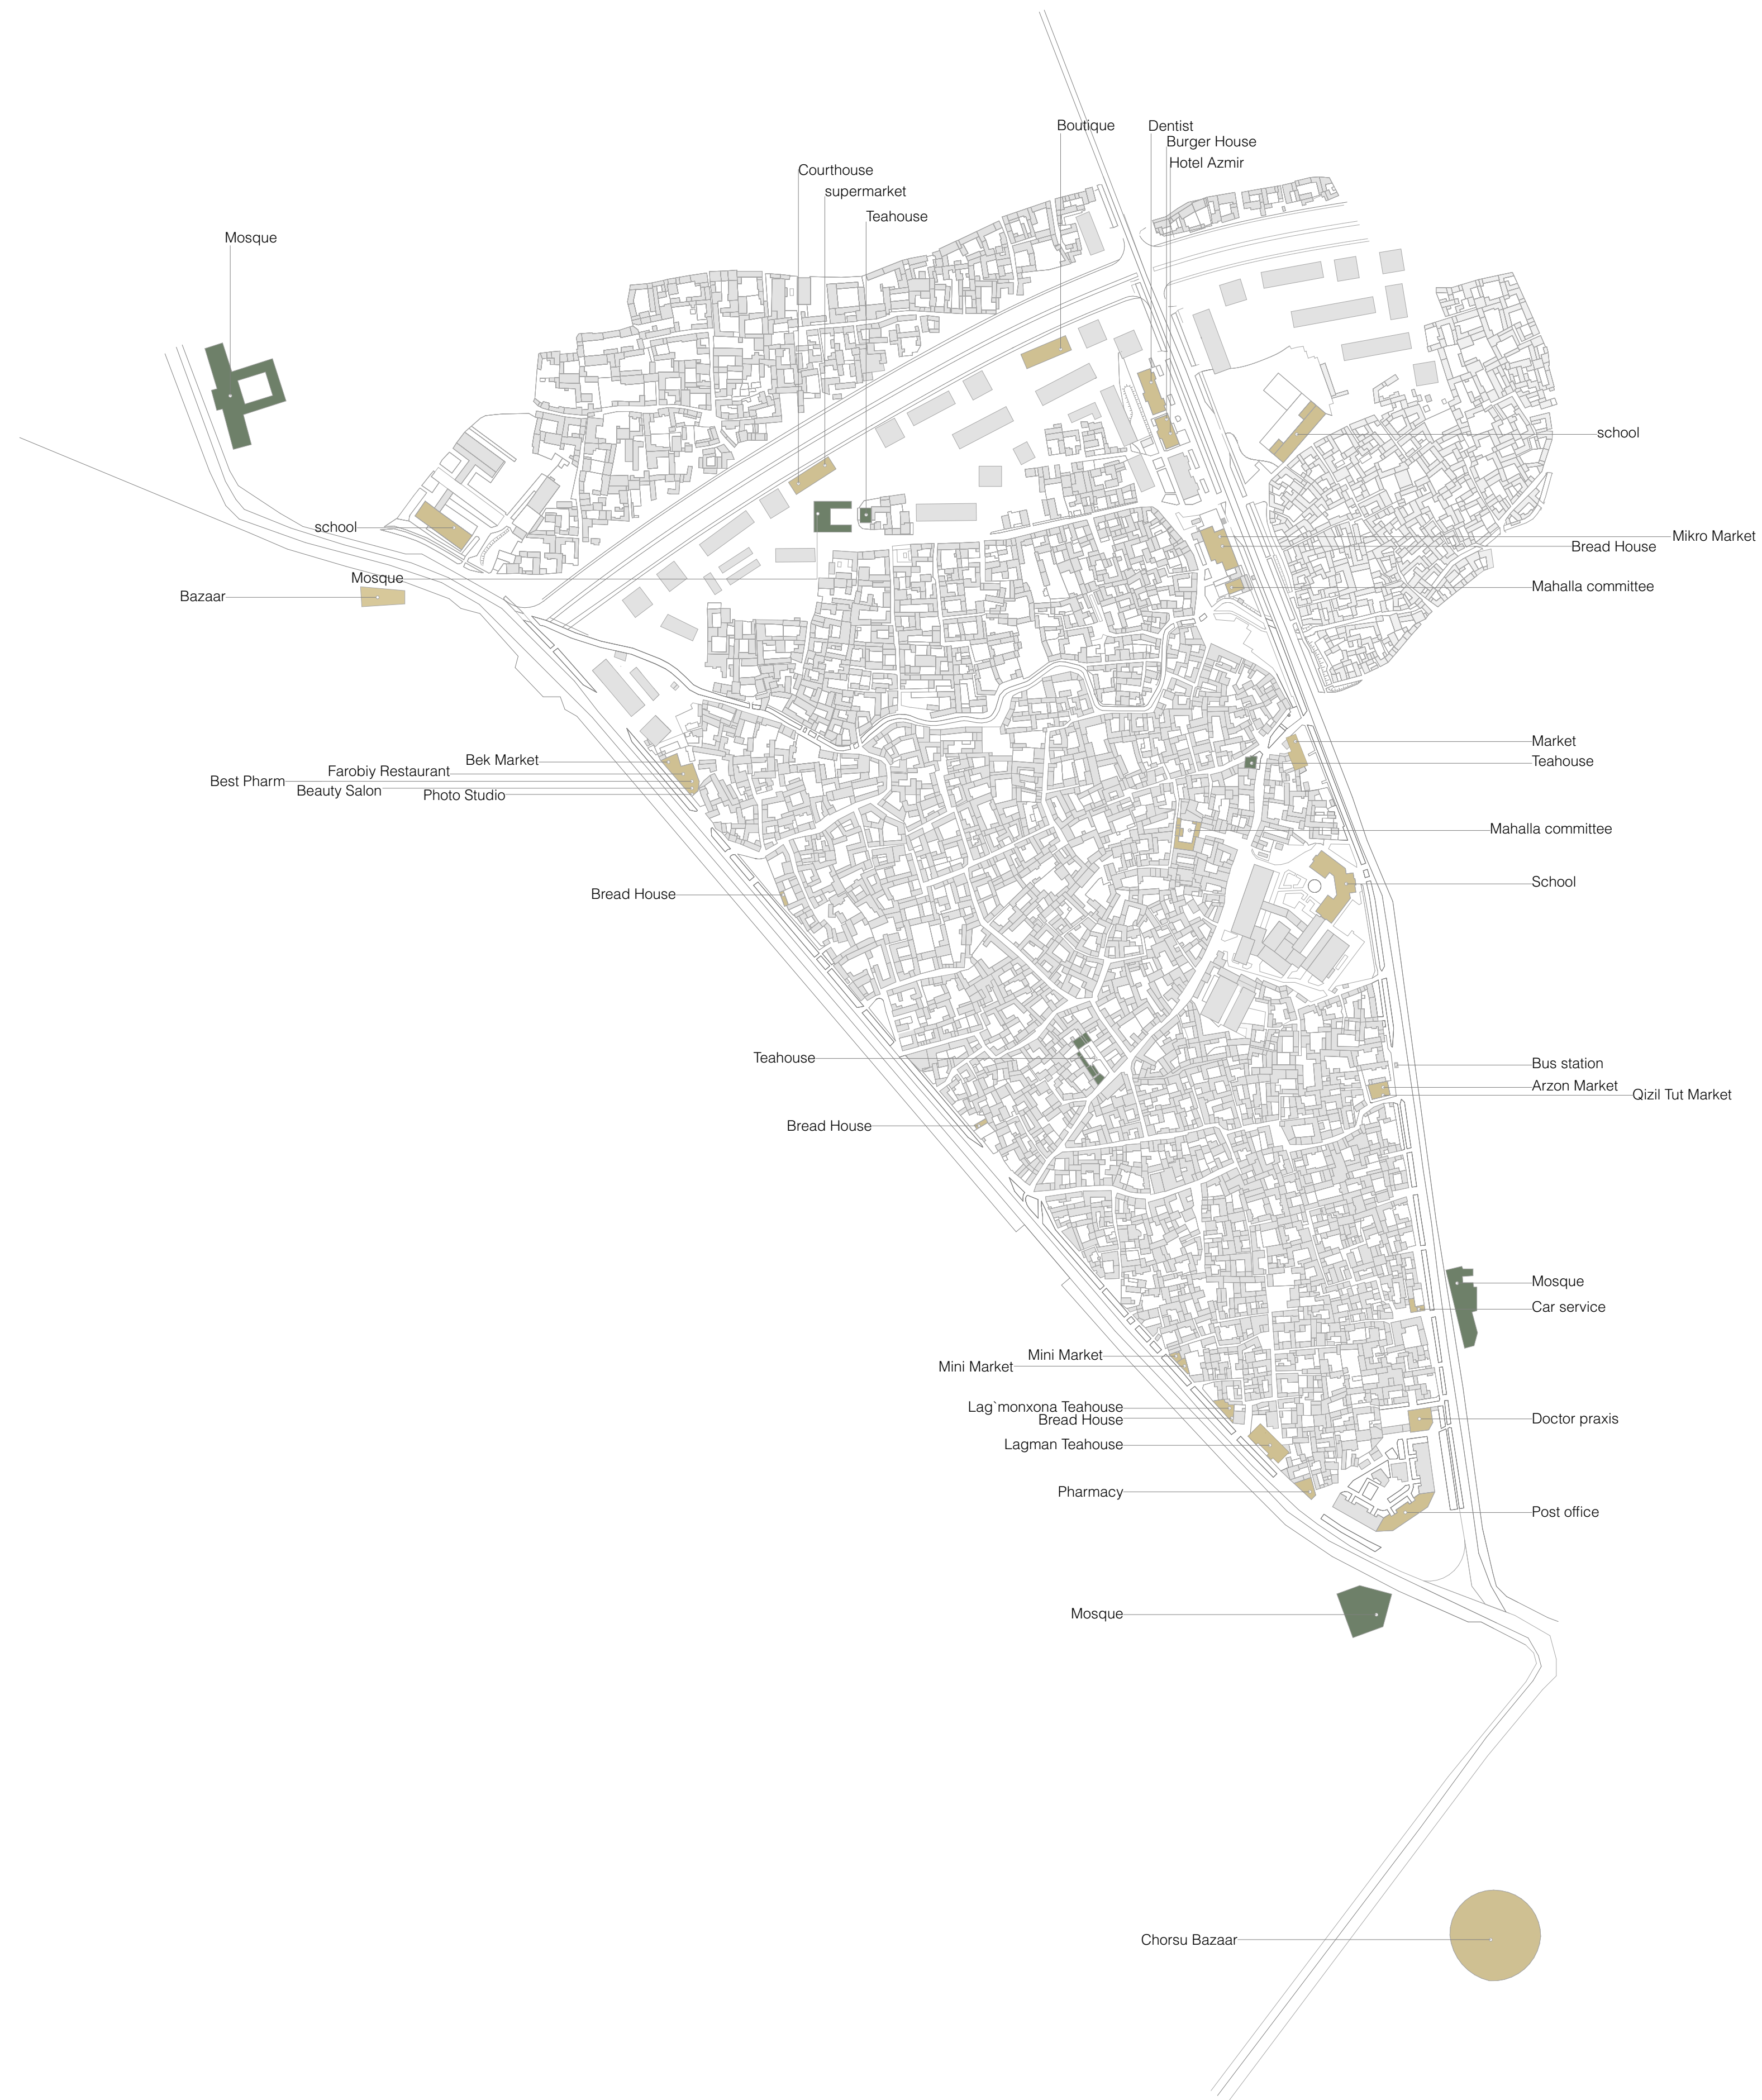 Boutique
Dentist
Burger House
Hotel Azmir
Courthouse
supermarket
Teahouse
Mosque
school
school
Mikro Market
Bread House
Mosque
Mahalla committee
Bazaar
Market
Bek Market
Teahouse
Farobiy Restaurant
Best Pharm
Beauty Salon
Photo Studio
Mahalla committee
School
Bread House
Teahouse
Bus station
Arzon Market
Qizil Tut Market
Bread House
Mosque
Car service
Mini Market
Mini Market
Lag`monxona Teahouse
Bread House
Doctor praxis
Lagman Teahouse
Pharmacy
Post office
Mosque
Chorsu Bazaar